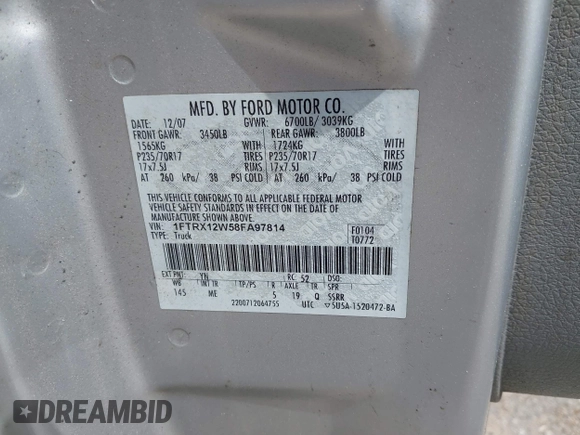 MFD. BY FORD MOTOR CO.
DATE: 12/07 GVWR: 6700LB/ 3039KG
FRONT GAWR: 3450LB REAR GAWR: 3800LB
1565KG WITH 1724KG WITH
P235/70R17 TIRES P235/70R17 TIRES
17x7.5J RIMS 17x7.5J RIMS
AT 260 kPa/ 38 PSI COLD AT 260 kPa/ 38 PSI COLD
THIS VEHICLE CONFORMS TO ALL APPLICABLE FEDERAL MOTOR
VEHICLE SAFETY STANDARDS IN EFFECT ON THE DATE OF
MANUFACTURE SHOWN ABOVE.
VIN: 1FTRX12W58FA97814 F0104
TYPE: Truck T0772
EXT PNT: YN RC: 52 DSO:
WB INT TR TP/PS R AXLE TR SPR
145 ME 5 19 Q SSRR
2200712064755 UTC ▽5U5A-1520472-BA
DREAMBID